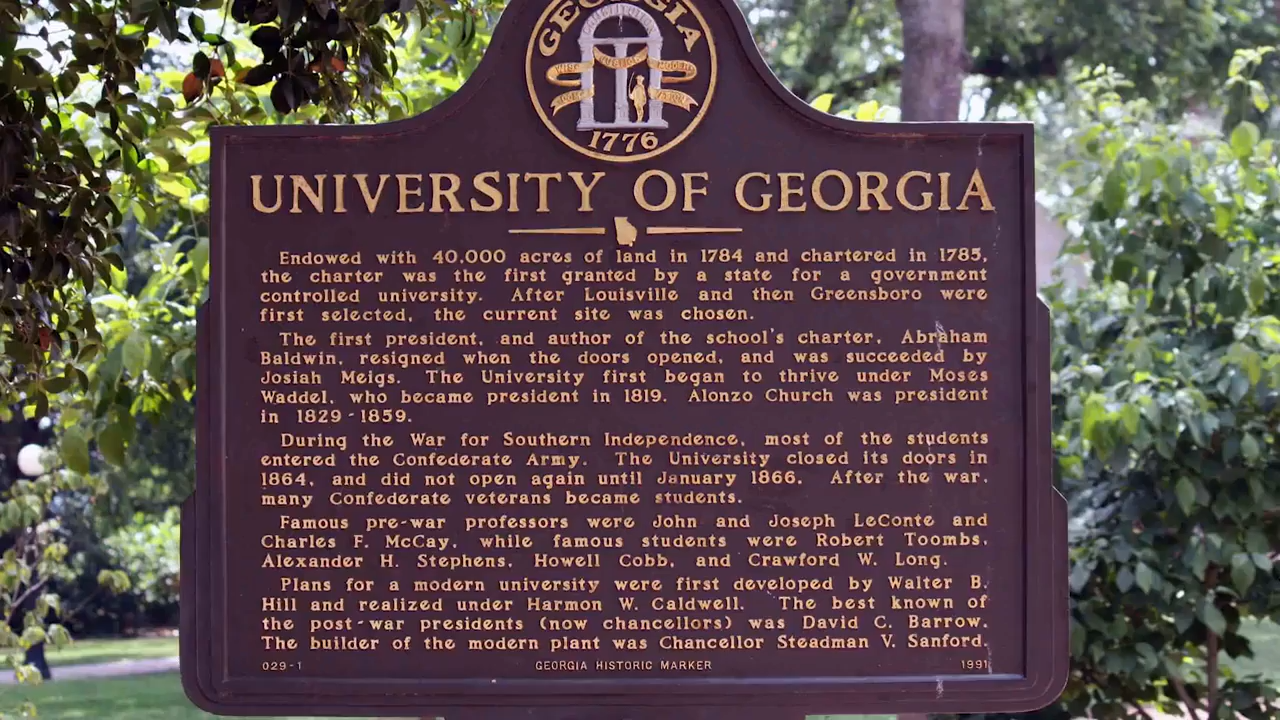 GEORGIA
CONSTITUTION
1776
UNIVERSITY OF GEORGIA
Endowed with 40,000 acres of land in 1784 and chartered in 1785,
the charter was the first granted by a state for a government
controlled university. After Louisville and then Greensboro were
first selected, the current site was chosen.
The first president, and author of the school's charter, Abraham
Baldwin, resigned when the doors opened, and was succeeded by
Josiah Meigs. The University first began to thrive under Moses
Waddel, who became president in 1819. Alonzo Church was president
in 1829-1859.
During the War for Southern Independence, most of the students
entered the Confederate Army. The University closed its doors in
1864, and did not open again until January 1866. After the war,
many Confederate veterans became students.
Famous pre-war professors were John and Joseph LeConte and
Charles F. McCay, while famous students were Robert Toombs,
Alexander H. Stephens, Howell Cobb, and Crawford W. Long.
Plans for a modern university were first developed by Walter B.
Hill and realized under Harmon W. Caldwell. The best known of
the post-war presidents (now chancellors) was David C. Barrow.
The builder of the modern plant was Chancellor Steadman V. Sanford.
029-1 GEORGIA HISTORIC MARKER 1991